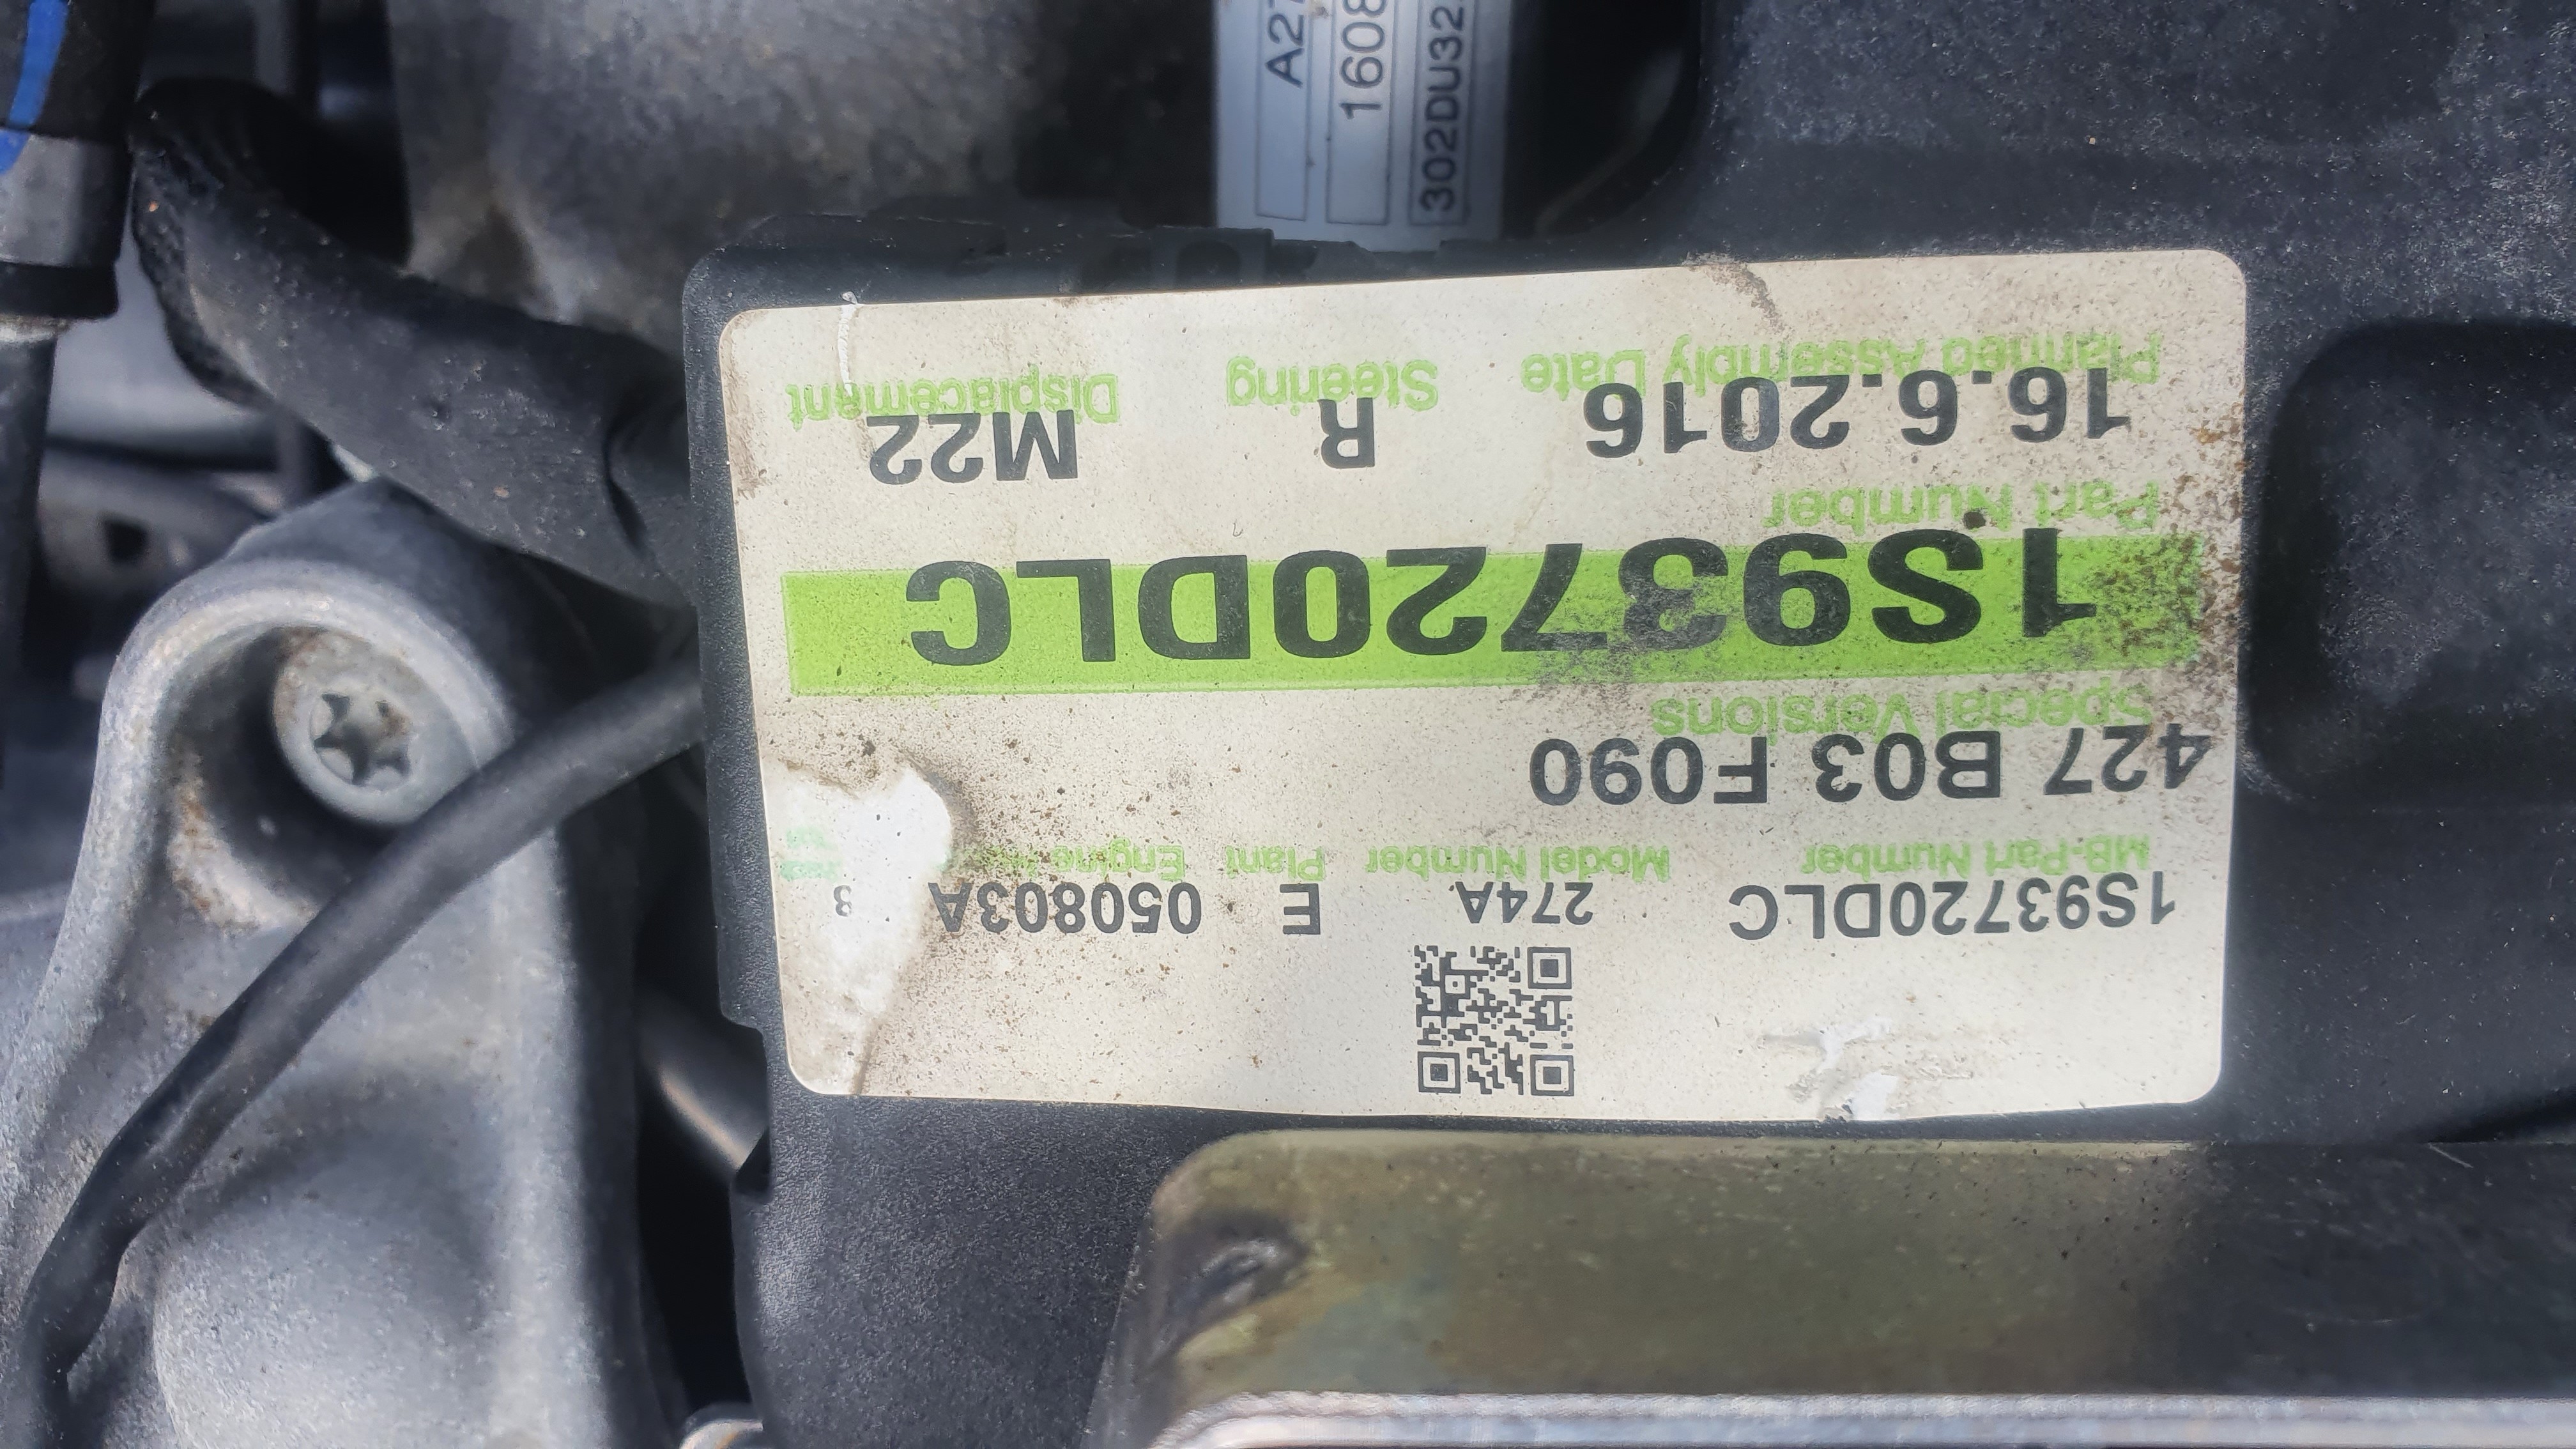 1S93720DLC 274A E 050803A
MB-Part Number Model Number Plant Engine
427 B03 F090
Special Versions
1S93720DLC
Part Number
16.6.2016 R M22
Planned Assembly Date Steering Displacemant
A27
1608
302DU32